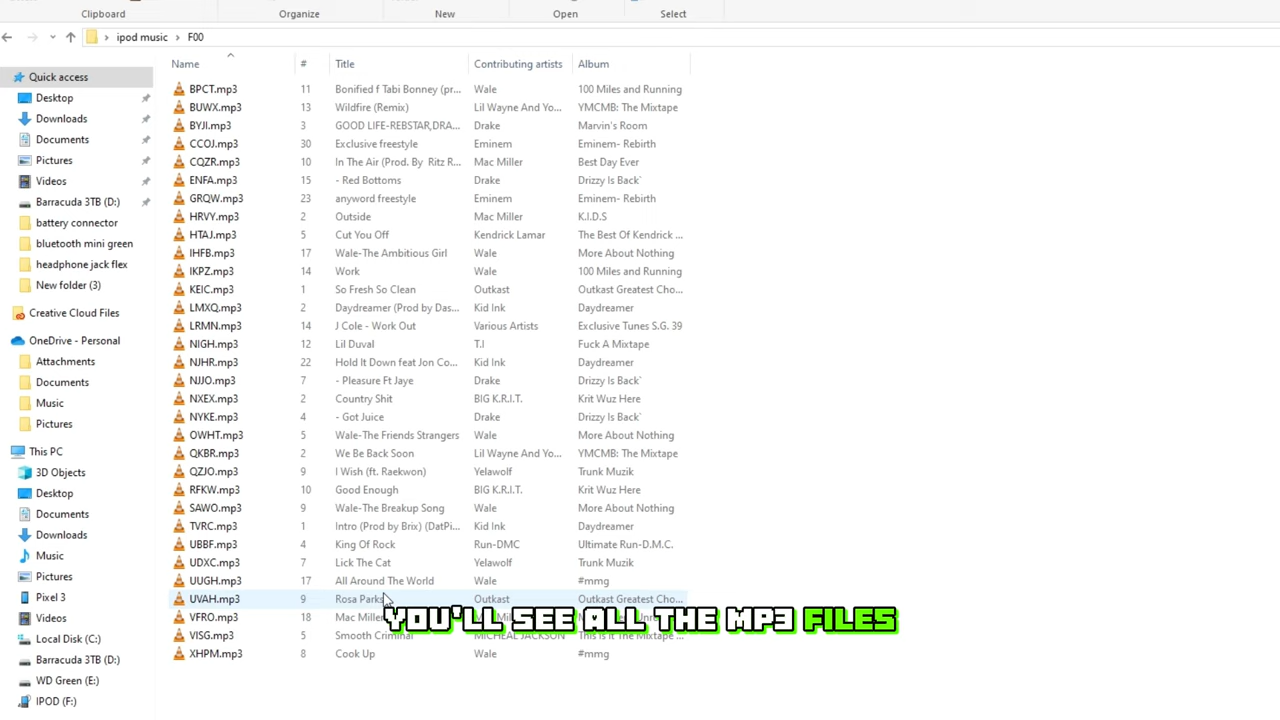 Clipboard Organize New Open Select
ipod music > F00
Name # Title Contributing artists Album
Quick access
Desktop
Downloads
Documents
Pictures
Videos
Barracuda 3TB (D:)
battery connector
bluetooth mini green
headphone jack flex
New folder (3)
Creative Cloud Files
OneDrive - Personal
Attachments
Documents
Music
Pictures
This PC
3D Objects
Desktop
Documents
Downloads
Music
Pictures
Pixel 3
Videos
Local Disk (C:)
Barracuda 3TB (D:)
WD Green (E:)
IPOD (F:)
BPCT.mp3 11 Bonified f Tabi Bonney (pr... Wale 100 Miles and Running
BUWX.mp3 13 Wildfire (Remix) Lil Wayne And Yo... YMCMB: The Mixtape
BYJI.mp3 3 GOOD LIFE-REBSTAR,DRA... Drake Marvin's Room
CCOJ.mp3 30 Exclusive freestyle Eminem Eminem- Rebirth
CQZR.mp3 10 In The Air (Prod. By Ritz R... Mac Miller Best Day Ever
ENFA.mp3 15 - Red Bottoms Drake Drizzy Is Back`
GRQW.mp3 23 anyword freestyle Eminem Eminem- Rebirth
HRVY.mp3 2 Outside Mac Miller K.I.D.S
HTAJ.mp3 5 Cut You Off Kendrick Lamar The Best Of Kendrick ...
IHFB.mp3 17 Wale-The Ambitious Girl Wale More About Nothing
IKPZ.mp3 14 Work Wale 100 Miles and Running
KEIC.mp3 1 So Fresh So Clean Outkast Outkast Greatest Cho...
LMXQ.mp3 2 Daydreamer (Prod by Das... Kid Ink Daydreamer
LRMN.mp3 14 J Cole - Work Out Various Artists Exclusive Tunes S.G. 39
NIGH.mp3 12 Lil Duval T.I Fuck A Mixtape
NJHR.mp3 22 Hold It Down feat Jon Co... Kid Ink Daydreamer
NJJO.mp3 7 - Pleasure Ft Jaye Drake Drizzy Is Back`
NXEX.mp3 2 Country Shit BIG K.R.I.T. Krit Wuz Here
NYKE.mp3 4 - Got Juice Drake Drizzy Is Back`
OWHT.mp3 5 Wale-The Friends Strangers Wale More About Nothing
QKBR.mp3 2 We Be Back Soon Lil Wayne And Yo... YMCMB: The Mixtape
QZJO.mp3 9 I Wish (ft. Raekwon) Yelawolf Trunk Muzik
RFKW.mp3 10 Good Enough BIG K.R.I.T. Krit Wuz Here
SAWO.mp3 9 Wale-The Breakup Song Wale More About Nothing
TVRC.mp3 1 Intro (Prod by Brix) (DatPi... Kid Ink Daydreamer
UBBF.mp3 4 King Of Rock Run-DMC Ultimate Run-D.M.C.
UDXC.mp3 7 Lick The Cat Yelawolf Trunk Muzik
UUGH.mp3 17 All Around The World Wale #mmg
UVAH.mp3 9 Rosa Parks Outkast Outkast Greatest Cho...
VFRO.mp3 18 Mac Miller
YOU'LL SEE ALL THE MP3 FILES
VISG.mp3 5 Smooth Criminal MICHEAL JACKSON This Is It The Mixtape ...
XHPM.mp3 8 Cook Up Wale #mmg